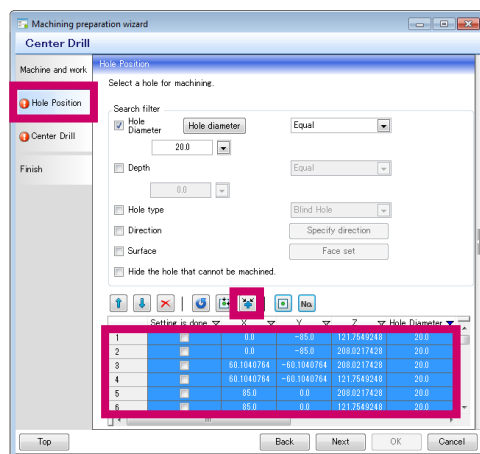 Machining preparation wizard
Center Drill
Machine and work
Hole Position
Center Drill
Finish
Hole Position
Select a hole for machining.
Search filter
Hole Diameter
Hole diameter
Equal
20.0
Depth
Equal
0.0
Hole type
Blind Hole
Direction
Specify direction
Surface
Face set
Hide the hole that cannot be machined.
No.
Setting is done X Y Z Hole Diameter
1 0.0 -85.0 121.7549248 20.0
2 0.0 -85.0 208.0217428 20.0
3 60.1040764 -60.1040764 208.0217428 20.0
4 60.1040764 -60.1040764 121.7549248 20.0
5 85.0 0.0 208.0217428 20.0
6 85.0 0.0 121.7549248 20.0
Top
Back
Next
OK
Cancel